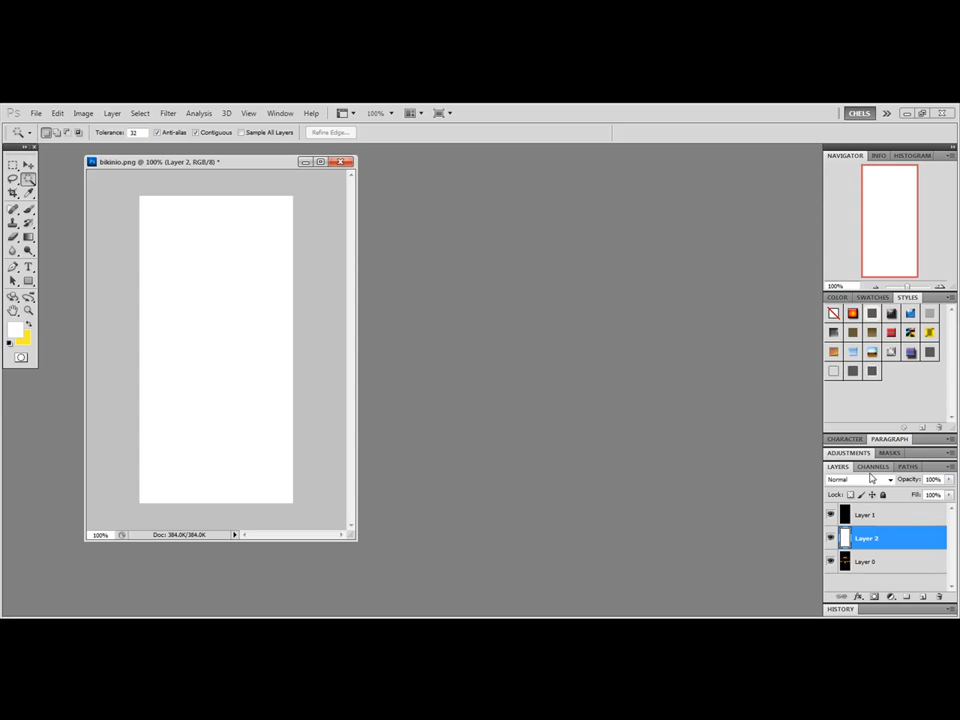 Ps File Edit Image Layer Select Filter Analysis 3D View Window Help 100% CHELS
Tolerance: 32 Anti-alias Contiguous Sample All Layers Refine Edge...
bikinio.png @ 100% (Layer 2, RGB/8) *
NAVIGATOR INFO HISTOGRAM
100%
COLOR SWATCHES STYLES
CHARACTER PARAGRAPH
ADJUSTMENTS MASKS
LAYERS CHANNELS PATHS
Normal Opacity: 100%
Lock: Fill: 100%
Layer 1
Layer 2
Layer 0
100% Doc: 384.0K/384.0K
HISTORY